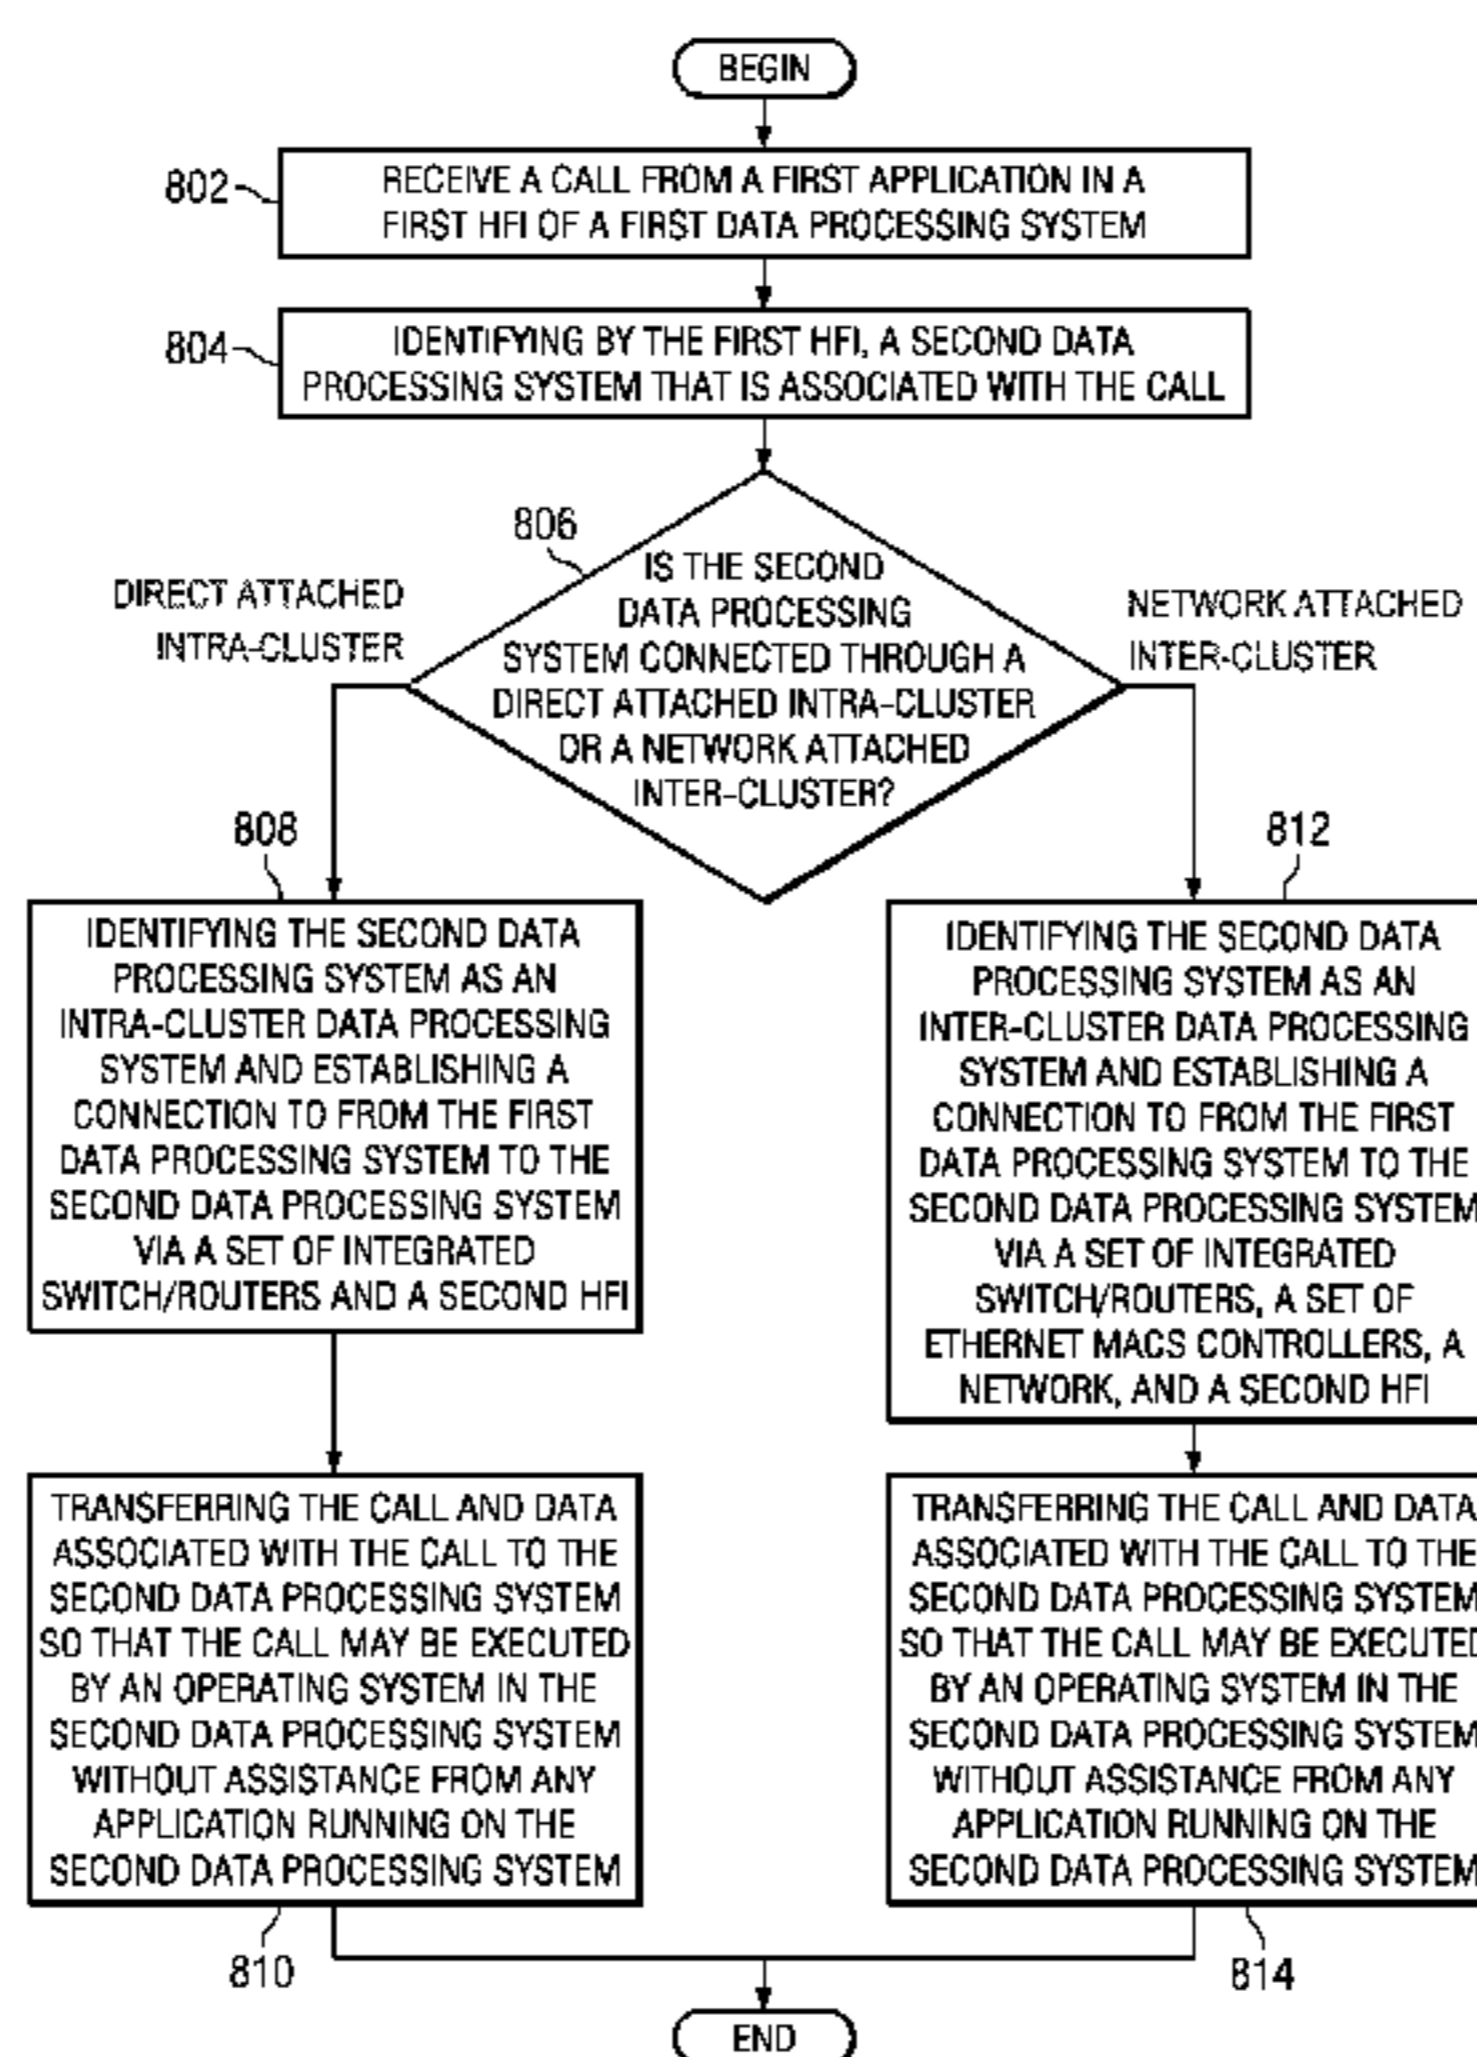 BEGIN
802
RECEIVE A CALL FROM A FIRST APPLICATION IN A
FIRST HFI OF A FIRST DATA PROCESSING SYSTEM
804
IDENTIFYING BY THE FIRST HFI, A SECOND DATA
PROCESSING SYSTEM THAT IS ASSOCIATED WITH THE CALL
806
IS THE SECOND
DATA PROCESSING
SYSTEM CONNECTED THROUGH A
DIRECT ATTACHED INTRA-CLUSTER
OR A NETWORK ATTACHED
INTER-CLUSTER?
DIRECT ATTACHED
INTRA-CLUSTER
NETWORK ATTACHED
INTER-CLUSTER
808
IDENTIFYING THE SECOND DATA
PROCESSING SYSTEM AS AN
INTRA-CLUSTER DATA PROCESSING
SYSTEM AND ESTABLISHING A
CONNECTION TO FROM THE FIRST
DATA PROCESSING SYSTEM TO THE
SECOND DATA PROCESSING SYSTEM
VIA A SET OF INTEGRATED
SWITCH/ROUTERS AND A SECOND HFI
812
IDENTIFYING THE SECOND DATA
PROCESSING SYSTEM AS AN
INTER-CLUSTER DATA PROCESSING
SYSTEM AND ESTABLISHING A
CONNECTION TO FROM THE FIRST
DATA PROCESSING SYSTEM TO THE
SECOND DATA PROCESSING SYSTEM
VIA A SET OF INTEGRATED
SWITCH/ROUTERS, A SET OF
ETHERNET MACS CONTROLLERS, A
NETWORK, AND A SECOND HFI
TRANSFERRING THE CALL AND DATA
ASSOCIATED WITH THE CALL TO THE
SECOND DATA PROCESSING SYSTEM
SO THAT THE CALL MAY BE EXECUTED
BY AN OPERATING SYSTEM IN THE
SECOND DATA PROCESSING SYSTEM
WITHOUT ASSISTANCE FROM ANY
APPLICATION RUNNING ON THE
SECOND DATA PROCESSING SYSTEM
810
TRANSFERRING THE CALL AND DATA
ASSOCIATED WITH THE CALL TO THE
SECOND DATA PROCESSING SYSTEM
SO THAT THE CALL MAY BE EXECUTED
BY AN OPERATING SYSTEM IN THE
SECOND DATA PROCESSING SYSTEM
WITHOUT ASSISTANCE FROM ANY
APPLICATION RUNNING ON THE
SECOND DATA PROCESSING SYSTEM
814
END